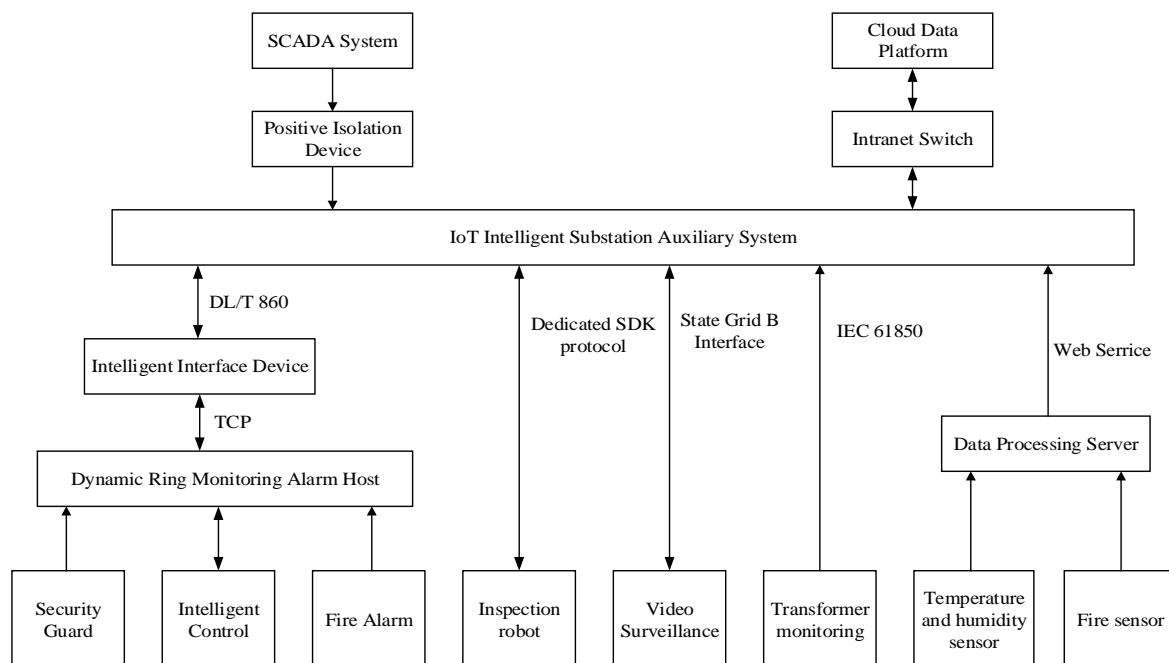 SCADA System
Cloud Data
Platform
Positive Isolation
Device
Intranet Switch
IoT Intelligent Substation Auxiliary System
DL/T 860
Dedicated SDK
protocol
State Grid B
Interface
IEC 61850
Web Serrice
Intelligent Interface Device
TCP
Data Processing Server
Dynamic Ring Monitoring Alarm Host
Security
Guard
Intelligent
Control
Fire Alarm
Inspection
robot
Video
Surveillance
Transformer
monitoring
Temperature
and humidity
sensor
Fire sensor